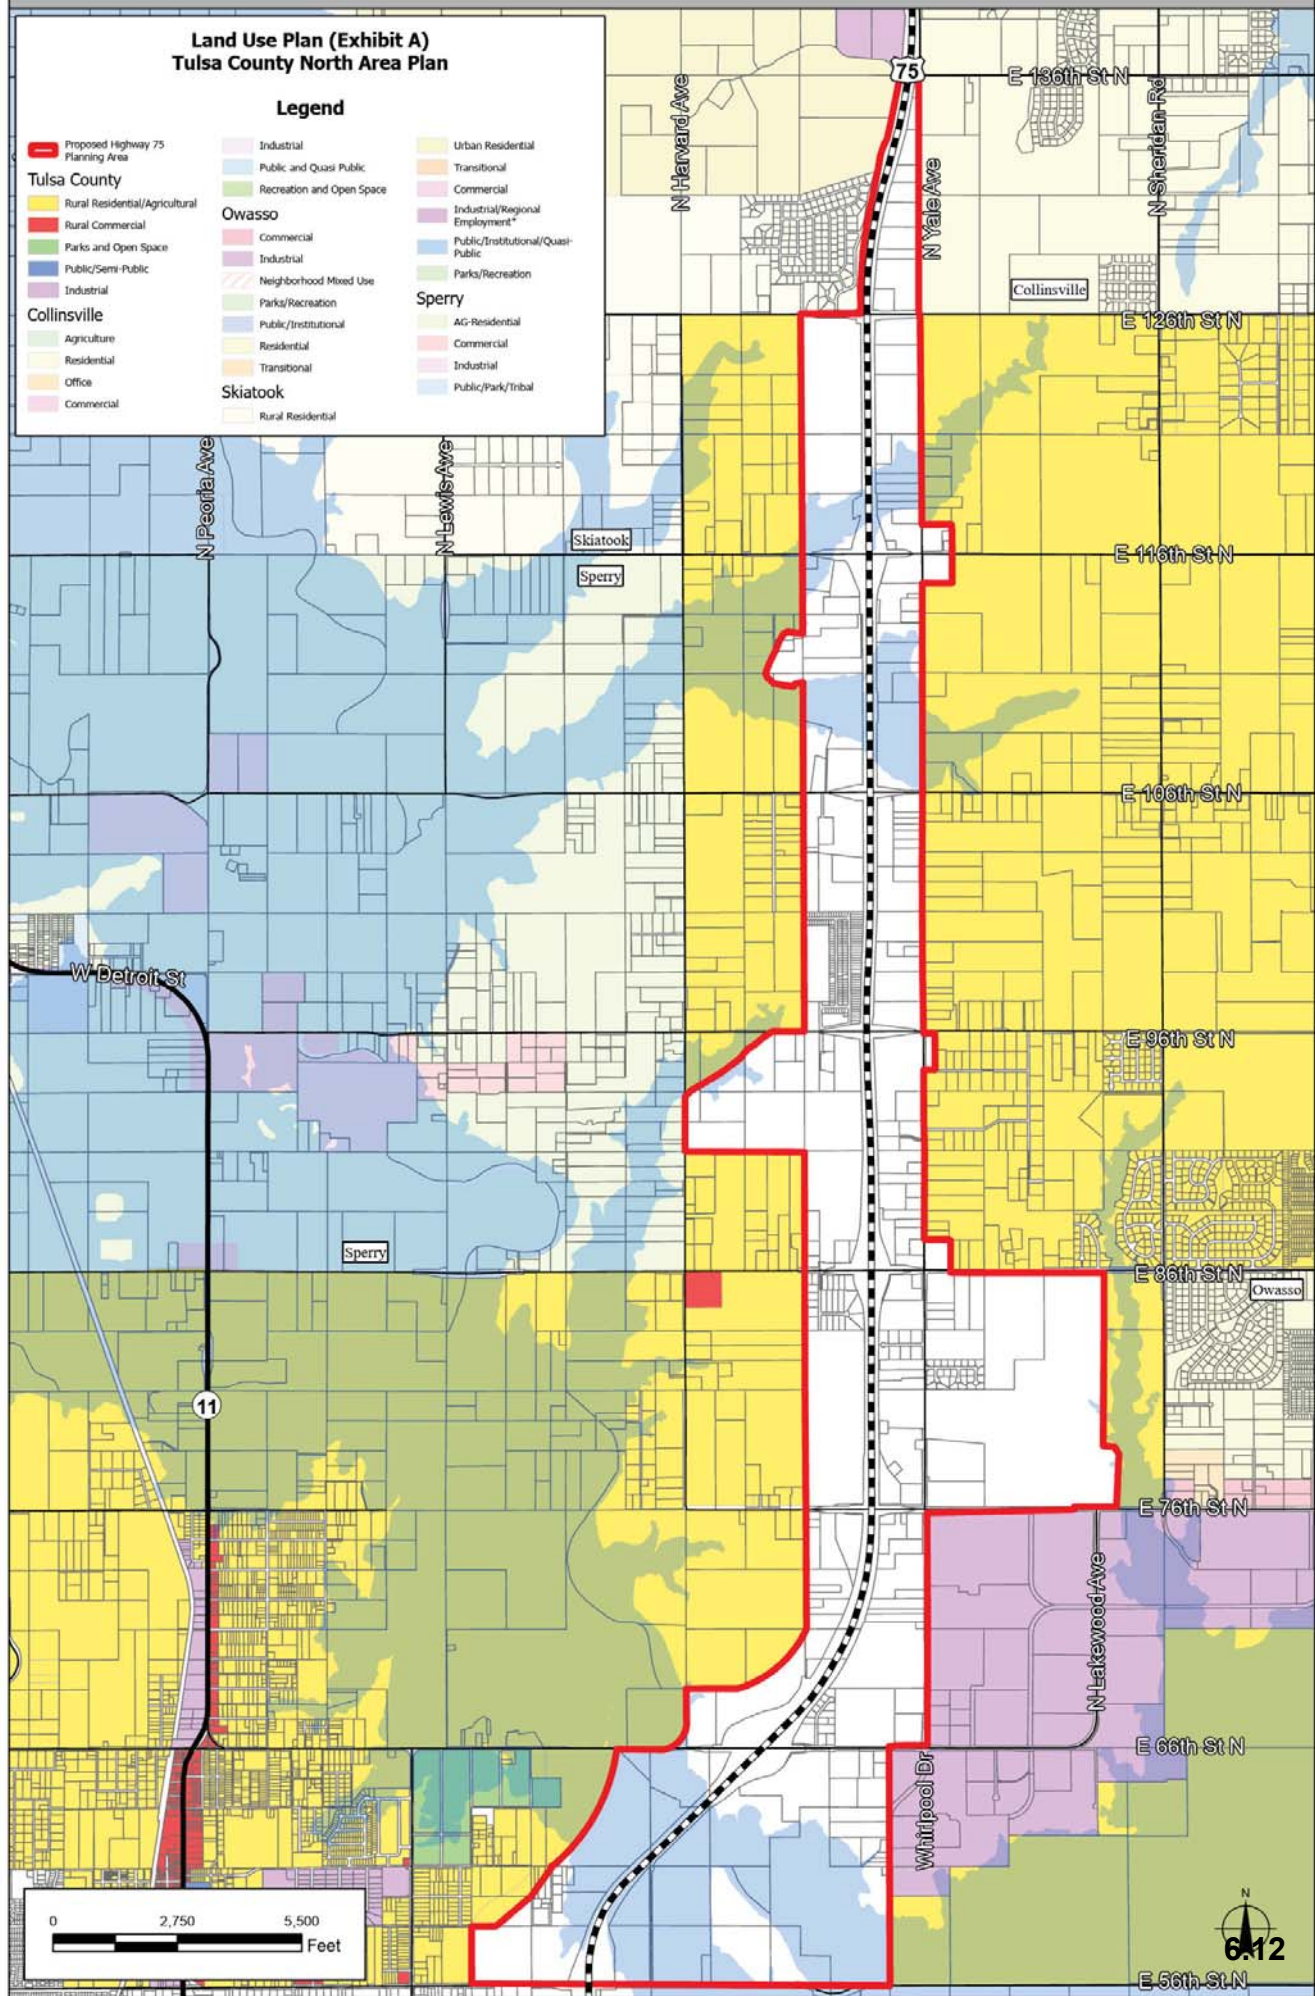 Land Use Plan (Exhibit A)
Tulsa County North Area Plan
Legend
Proposed Highway 75
Planning Area
Tulsa County
Rural Residential/Agricultural
Rural Commercial
Parks and Open Space
Public/Semi-Public
Industrial
Collinsville
Agriculture
Residential
Office
Commercial
Industrial
Public and Quasi Public
Recreation and Open Space
Owasso
Commercial
Industrial
Neighborhood Mixed Use
Parks/Recreation
Public/Institutional
Residential
Transitional
Skiatook
Rural Residential
Urban Residential
Transitional
Commercial
Industrial/Regional
Employment*
Public/Institutional/Quasi-
Public
Parks/Recreation
Sperry
AG-Residential
Commercial
Industrial
Public/Park/Tribal
75
E 136th St N
N Harvard Ave
N Yale Ave
N Sheridan Rd
Collinsville
E 126th St N
N Peoria Ave
N Lewis Ave
Skiatook
Sperry
E 116th St N
E 106th St N
W Detroit St
E 96th St N
Sperry
E 86th St N
Owasso
11
E 76th St N
N Lakewood Ave
E 66th St N
Whirlpool Dr
0 2,750 5,500
Feet
N
6.12
E 56th St N